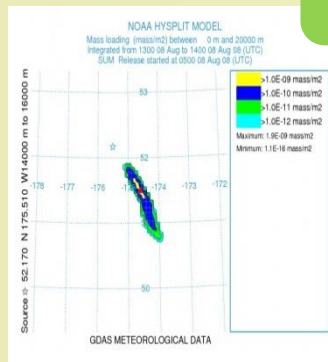 NOAA HYSPLIT MODEL
Mass loading (mass/m2) between 0 m and 20000 m
Integrated from 1300 08 Aug to 1400 08 Aug 08 (UTC)
SUM Release started at 0500 08 Aug 08 (UTC)
Source ☆ 52.170 N 175.510 W14000 m to 16000 m
53
52
-178
-177
-176
-175
-174
-173
-172
50
>1.0E-09 mass/m2
>1.0E-10 mass/m2
>1.0E-11 mass/m2
>1.0E-12 mass/m2
Maximum: 1.9E-09 mass/m2
Minimum: 1.1E-16 mass/m2
GDAS METEOROLOGICAL DATA